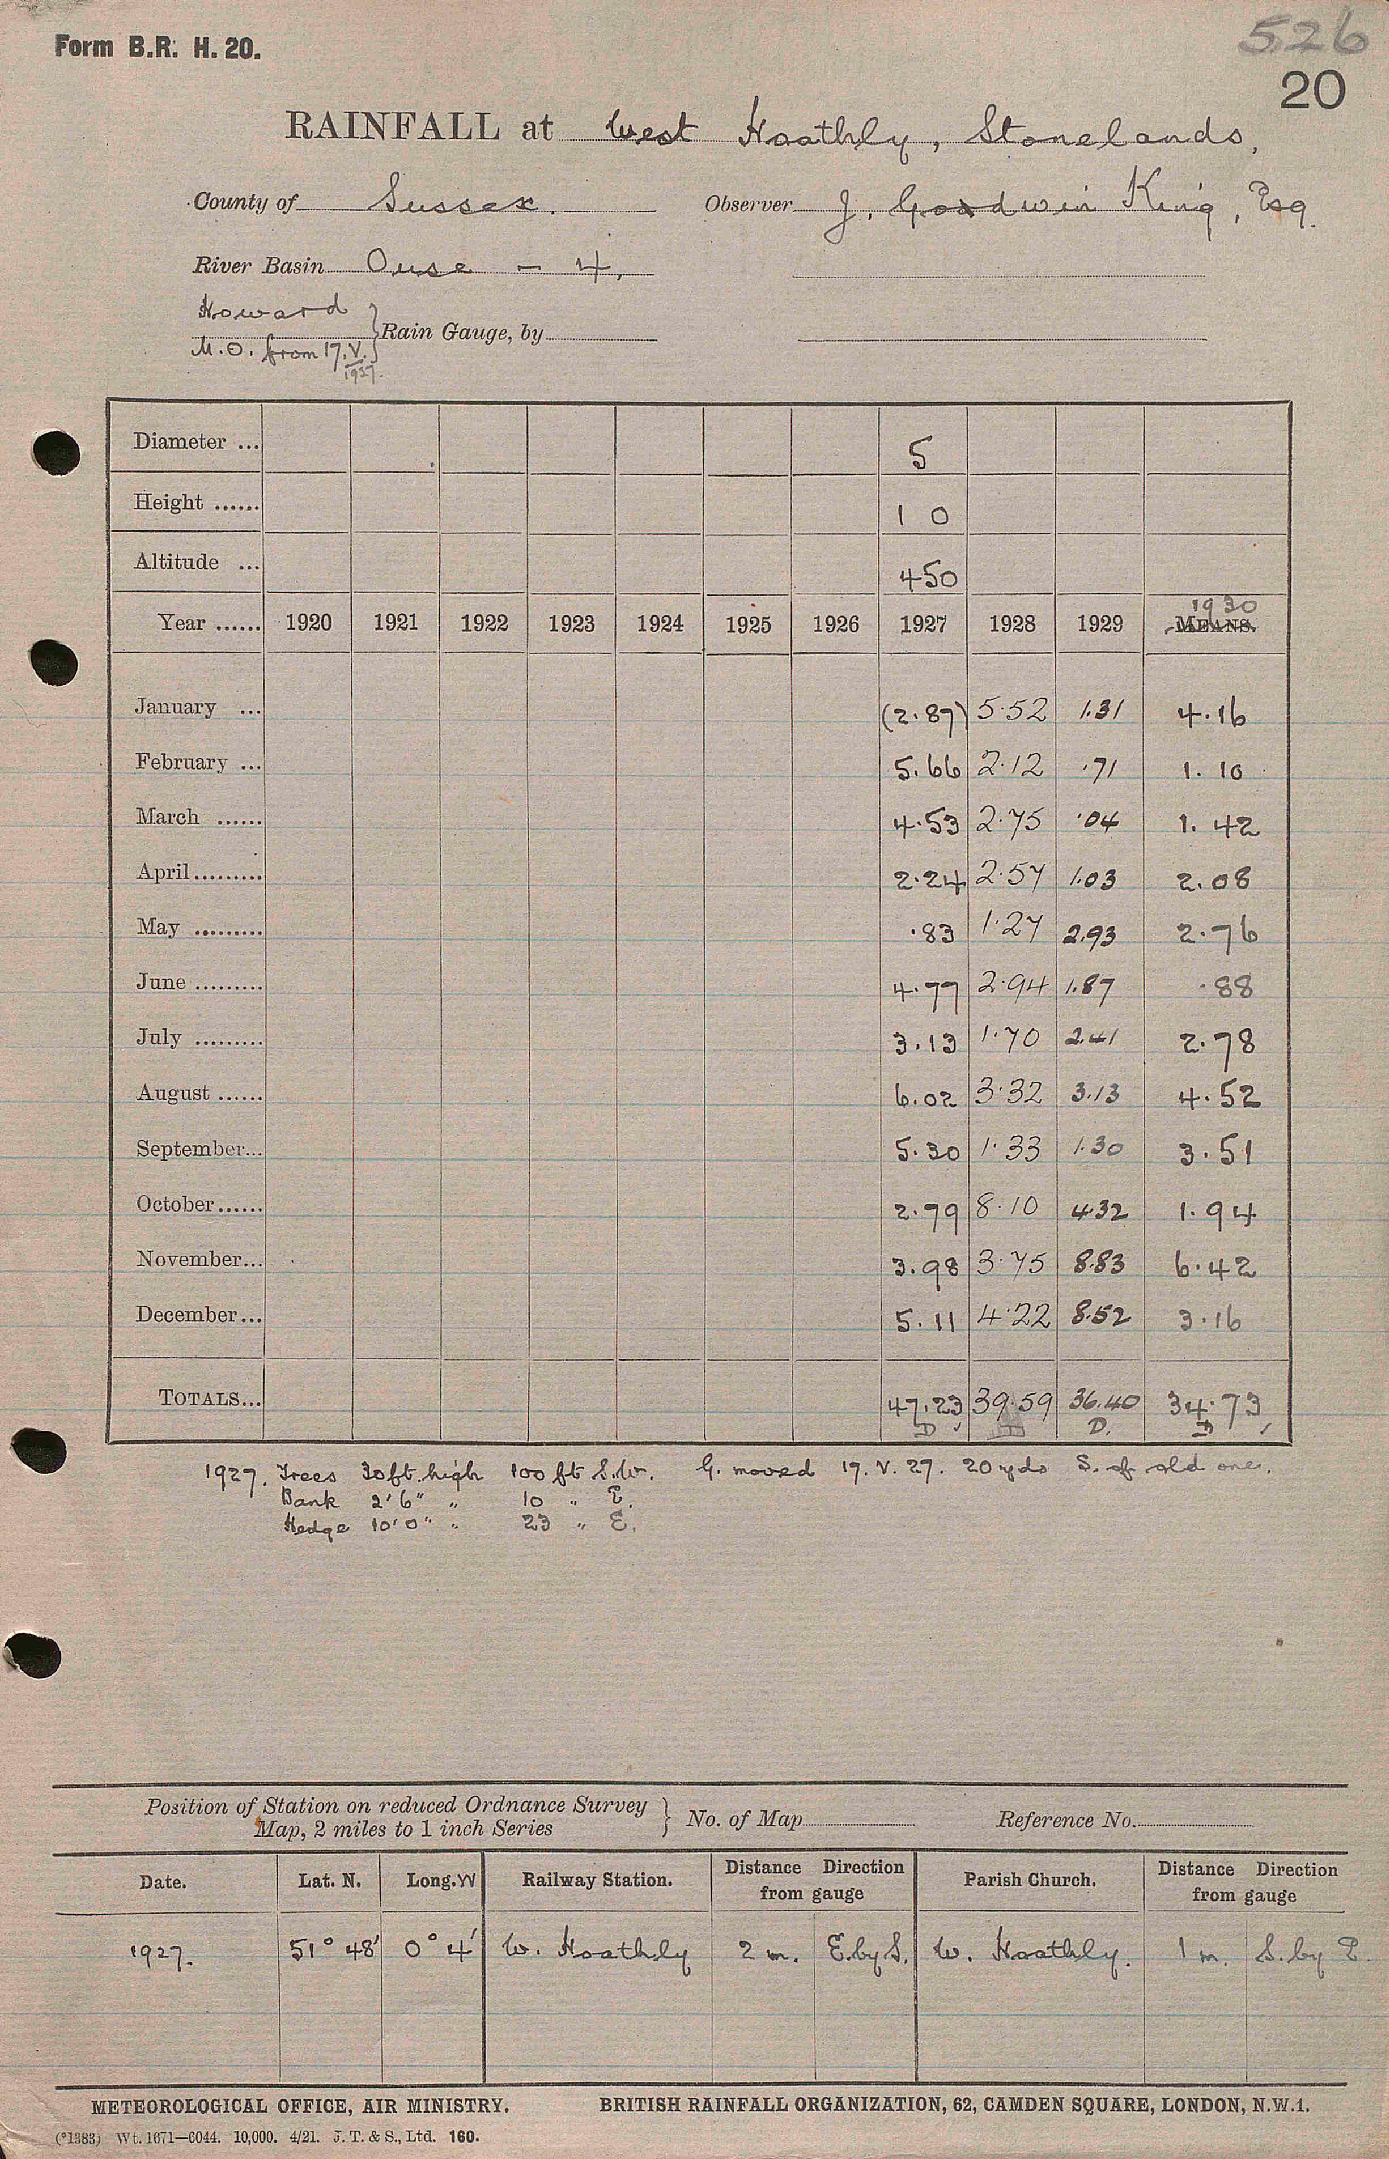 526
Form B.R. H. 20.
20
RAINFALL at West Hoathly, Stonelands,
County of Sussex. Observer J. Goodwin King, Esq.
River Basin Ouse - 4.
Howard
M.O. from 17.V.1927. } Rain Gauge, by
Diameter ... 5
Height ...... 1 0
Altitude ... 450
Year ...... 1920 1921 1922 1923 1924 1925 1926 1927 1928 1929 MEANS. 1930
January ... (2.87) 5.52 1.31 4.16
February ... 5.66 2.12 .71 1.10
March ...... 4.53 2.75 .04 1.42
April ......... 2.24 2.57 1.03 2.08
May ......... .83 1.27 2.93 2.76
June ......... 4.77 2.94 1.87 .88
July ......... 3.13 1.70 2.41 2.78
August ...... 6.02 3.32 3.13 4.52
September... 5.30 1.33 1.30 3.51
October...... 2.79 8.10 4.32 1.94
November... 3.98 3.75 8.83 6.42
December... 5.11 4.22 8.52 3.16
TOTALS... 47.23 39.59 36.40 34.73
D D D. D
1927. Trees 30ft. high 100 ft S.W. G. moved 17. V. 27. 20 yds S. of old one.
Bank 2'6" " 10 " E.
Hedge 10'0" " 23 " E.
Position of Station on reduced Ordnance Survey Map, 2 miles to 1 inch Series } No. of Map Reference No.
Date. Lat. N. Long. W Railway Station. Distance Direction from gauge Parish Church. Distance Direction from gauge
1927. 51° 48' 0° 4' W. Hoathly 2 m. E. by S. W. Hoathly. 1 m. S. by E.
METEOROLOGICAL OFFICE, AIR MINISTRY. BRITISH RAINFALL ORGANIZATION, 62, CAMDEN SQUARE, LONDON, N.W.1.
(*1383) Wt. 1671—6044. 10,000. 4/21. J. T. & S., Ltd. 160.